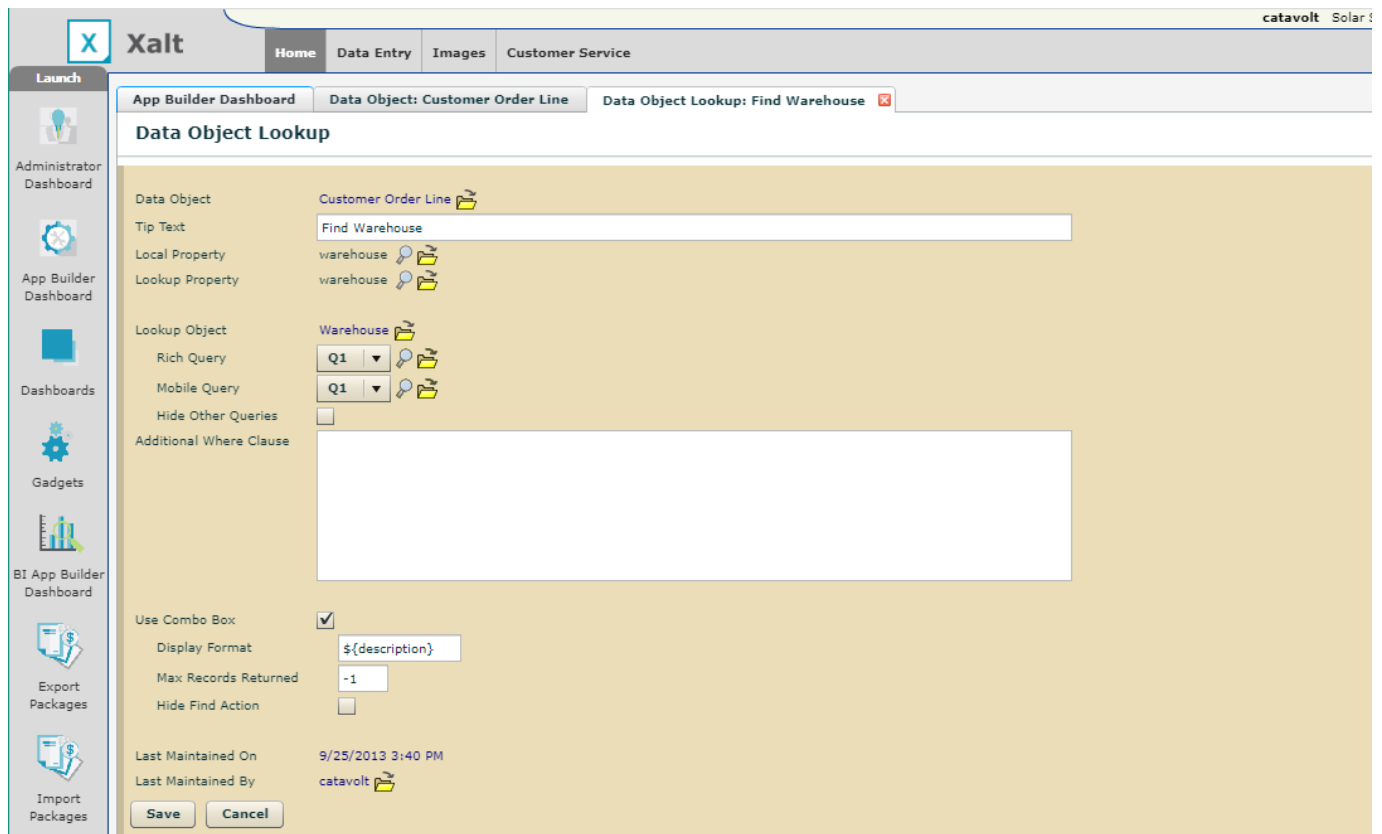 catavolt Solar
X Xalt
Home Data Entry Images Customer Service
Launch
App Builder Dashboard Data Object: Customer Order Line Data Object Lookup: Find Warehouse
Data Object Lookup
Administrator
Dashboard
App Builder
Dashboard
Dashboards
Gadgets
BI App Builder
Dashboard
Export
Packages
Import
Packages
Data Object Customer Order Line
Tip Text Find Warehouse
Local Property warehouse
Lookup Property warehouse
Lookup Object Warehouse
Rich Query Q1
Mobile Query Q1
Hide Other Queries
Additional Where Clause
Use Combo Box
Display Format ${description}
Max Records Returned -1
Hide Find Action
Last Maintained On 9/25/2013 3:40 PM
Last Maintained By catavolt
Save Cancel